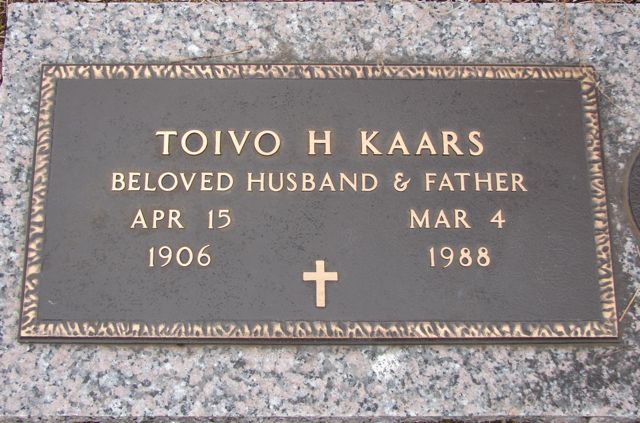 TOIVO H KAARS
BELOVED HUSBAND & FATHER
APR 15 MAR 4
1906 1988